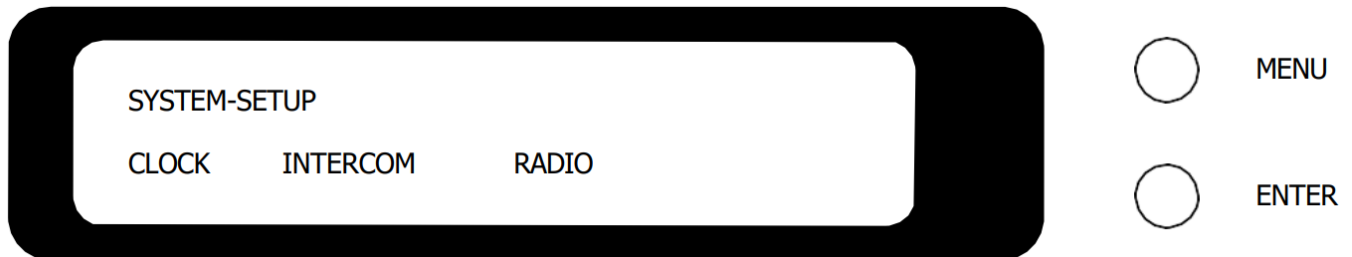 SYSTEM-SETUP
CLOCK INTERCOM RADIO
MENU
ENTER